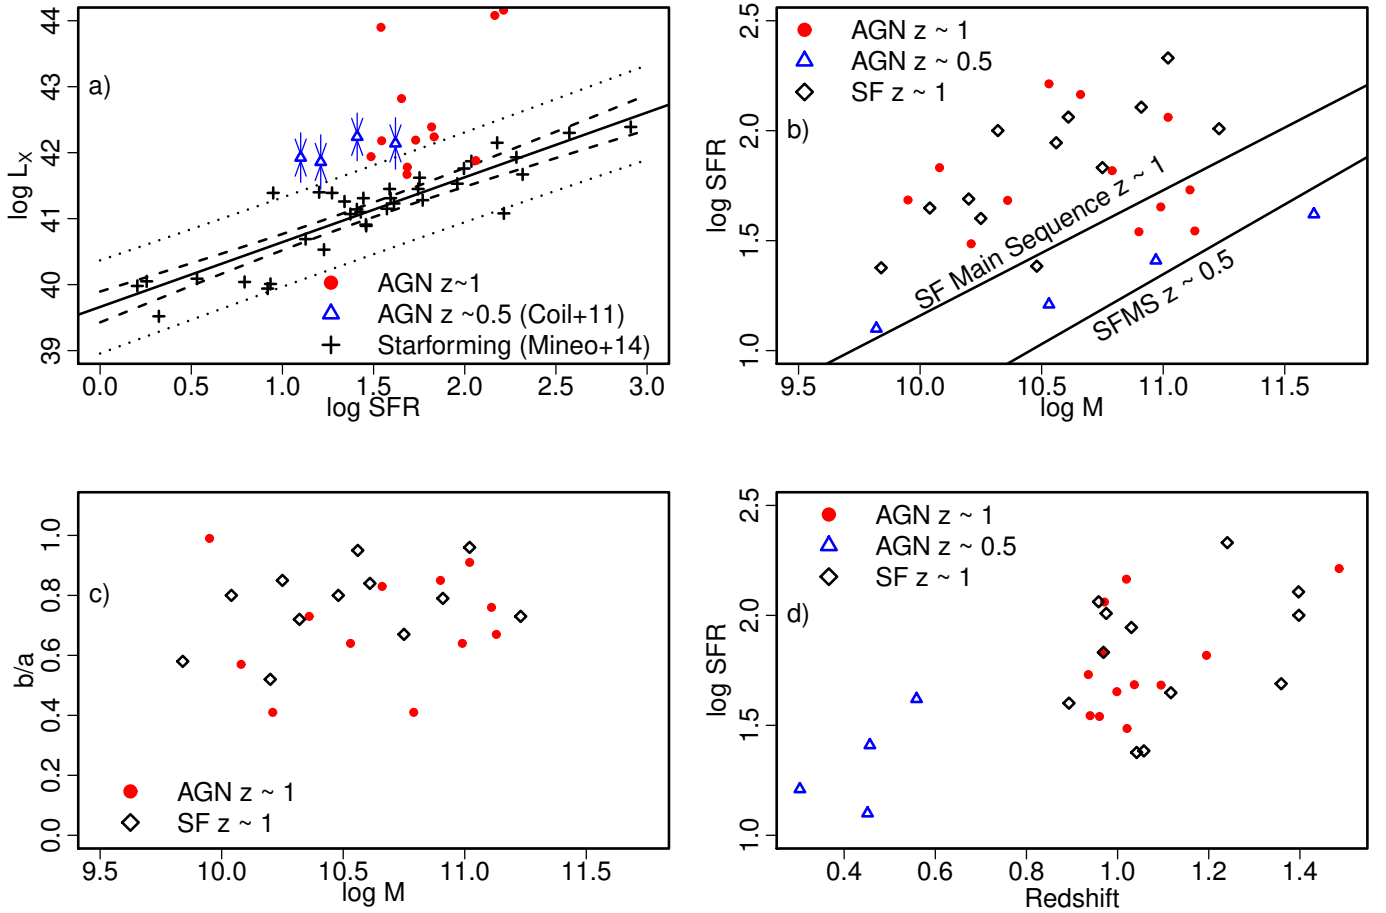 a)
log Lx
39
40
41
42
43
44
AGN z~1
AGN z ~0.5 (Coil+11)
Starforming (Mineo+14)
0.0 0.5 1.0 1.5 2.0 2.5 3.0
log SFR
AGN z ~ 1
AGN z ~ 0.5
SF z ~ 1
b)
log SFR
1.0
1.5
2.0
2.5
SF Main Sequence z ~ 1
SFMS z ~ 0.5
9.5 10.0 10.5 11.0 11.5
log M
c)
b/a
0.0
0.2
0.4
0.6
0.8
1.0
AGN z ~ 1
SF z ~ 1
9.5 10.0 10.5 11.0 11.5
log M
AGN z ~ 1
AGN z ~ 0.5
SF z ~ 1
d)
log SFR
1.0
1.5
2.0
2.5
0.4 0.6 0.8 1.0 1.2 1.4
Redshift